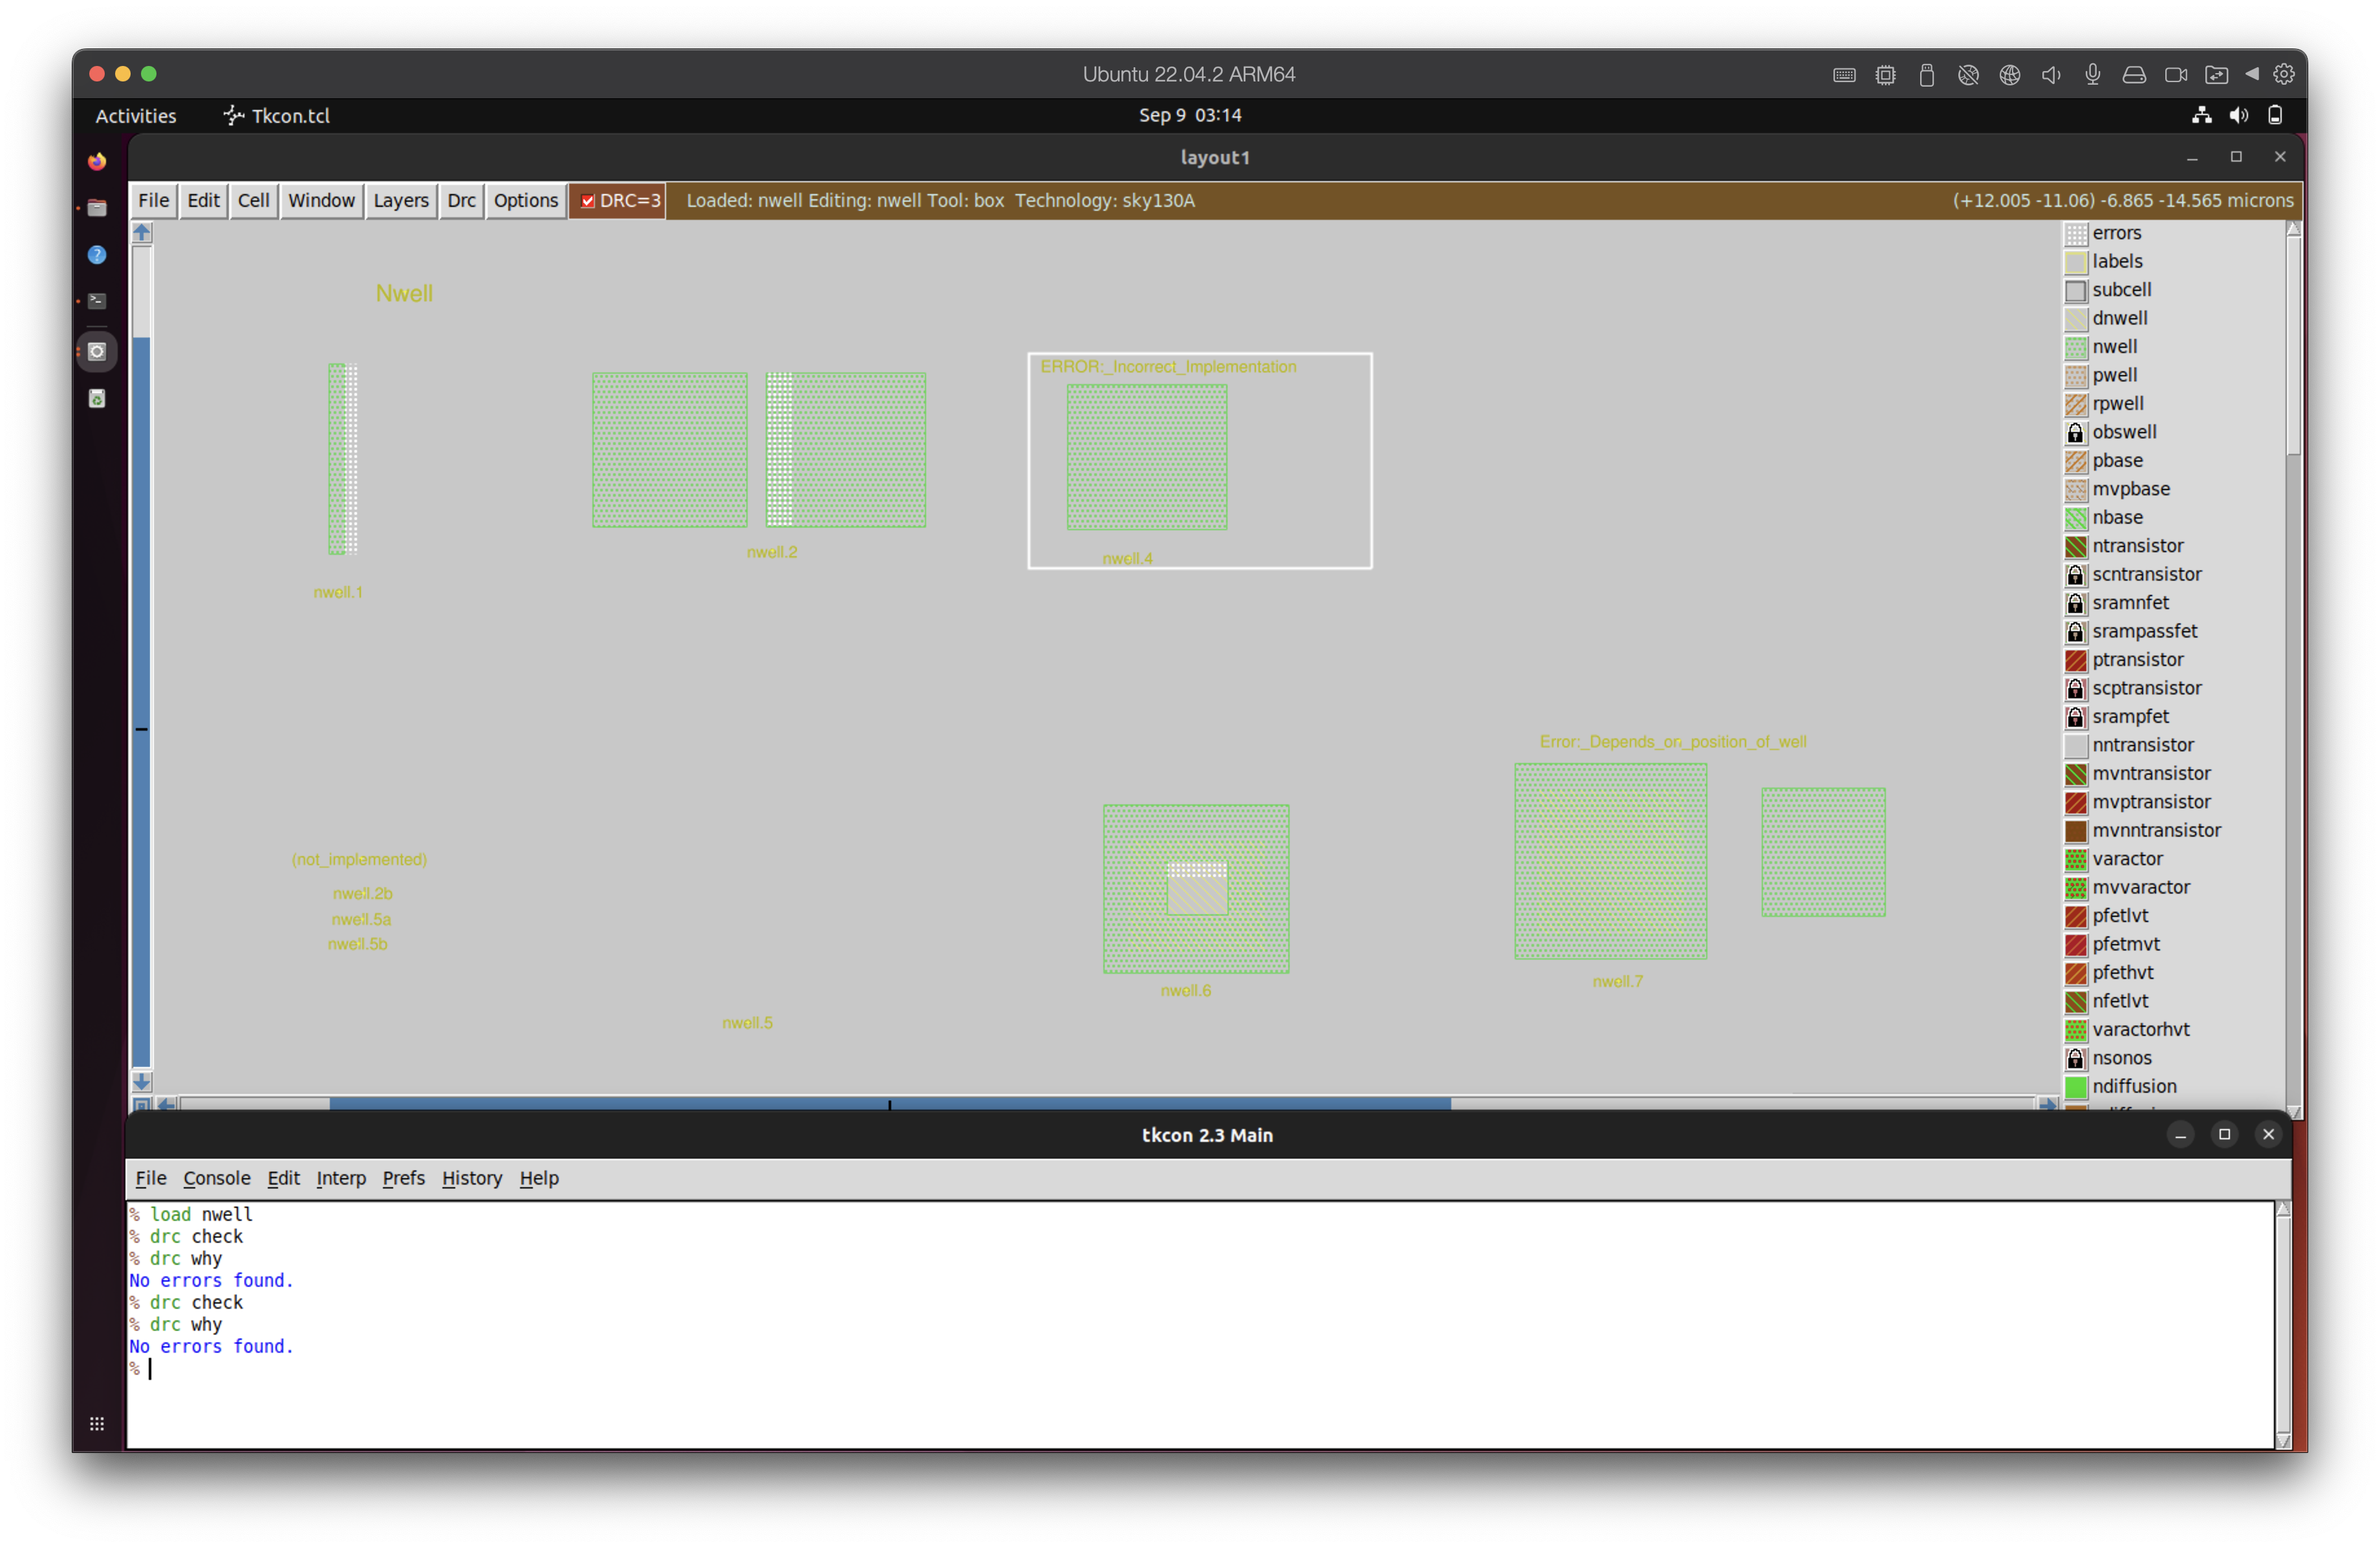 Ubuntu 22.04.2 ARM64
Activities Tkcon.tcl Sep 9 03:14
layout1
File Edit Cell Window Layers Drc Options DRC=3 Loaded: nwell Editing: nwell Tool: box Technology: sky130A (+12.005 -11.06) -6.865 -14.565 microns
Nwell
ERROR:_Incorrect_Implementation
nwell.1
nwell.2
nwell.4
Error:_Depends_on_position_of_well
(not_implemented)
nwell.2b
nwell.5a
nwell.5b
nwell.6
nwell.7
nwell.5
errors
labels
subcell
dnwell
nwell
pwell
rpwell
obswell
pbase
mvpbase
nbase
ntransistor
scntransistor
sramnfet
srampassfet
ptransistor
scptransistor
srampfet
nntransistor
mvntransistor
mvptransistor
mvnntransistor
varactor
mvvaractor
pfetlvt
pfetmvt
pfethvt
nfetlvt
varactorhvt
nsonos
ndiffusion
tkcon 2.3 Main
File Console Edit Interp Prefs History Help
% load nwell
% drc check
% drc why
No errors found.
% drc check
% drc why
No errors found.
%